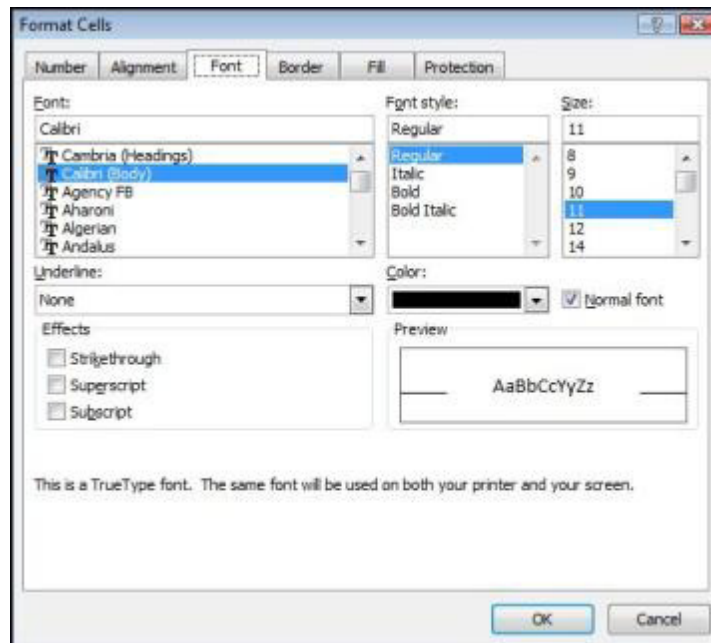 Format Cells
Number Alignment Font Border Fill Protection
Font: Font style: Size:
Calibri Regular 11
Cambria (Headings) Regular 8
Calibri (Body) Italic 9
Agency FB Bold 10
Aharoni Bold Italic 11
Algerian 12
Andalus 14
Underline: Color:
None Normal font
Effects Preview
Strikethrough
Superscript AaBbCcYyZz
Subscript
This is a TrueType font. The same font will be used on both your printer and your screen.
OK Cancel